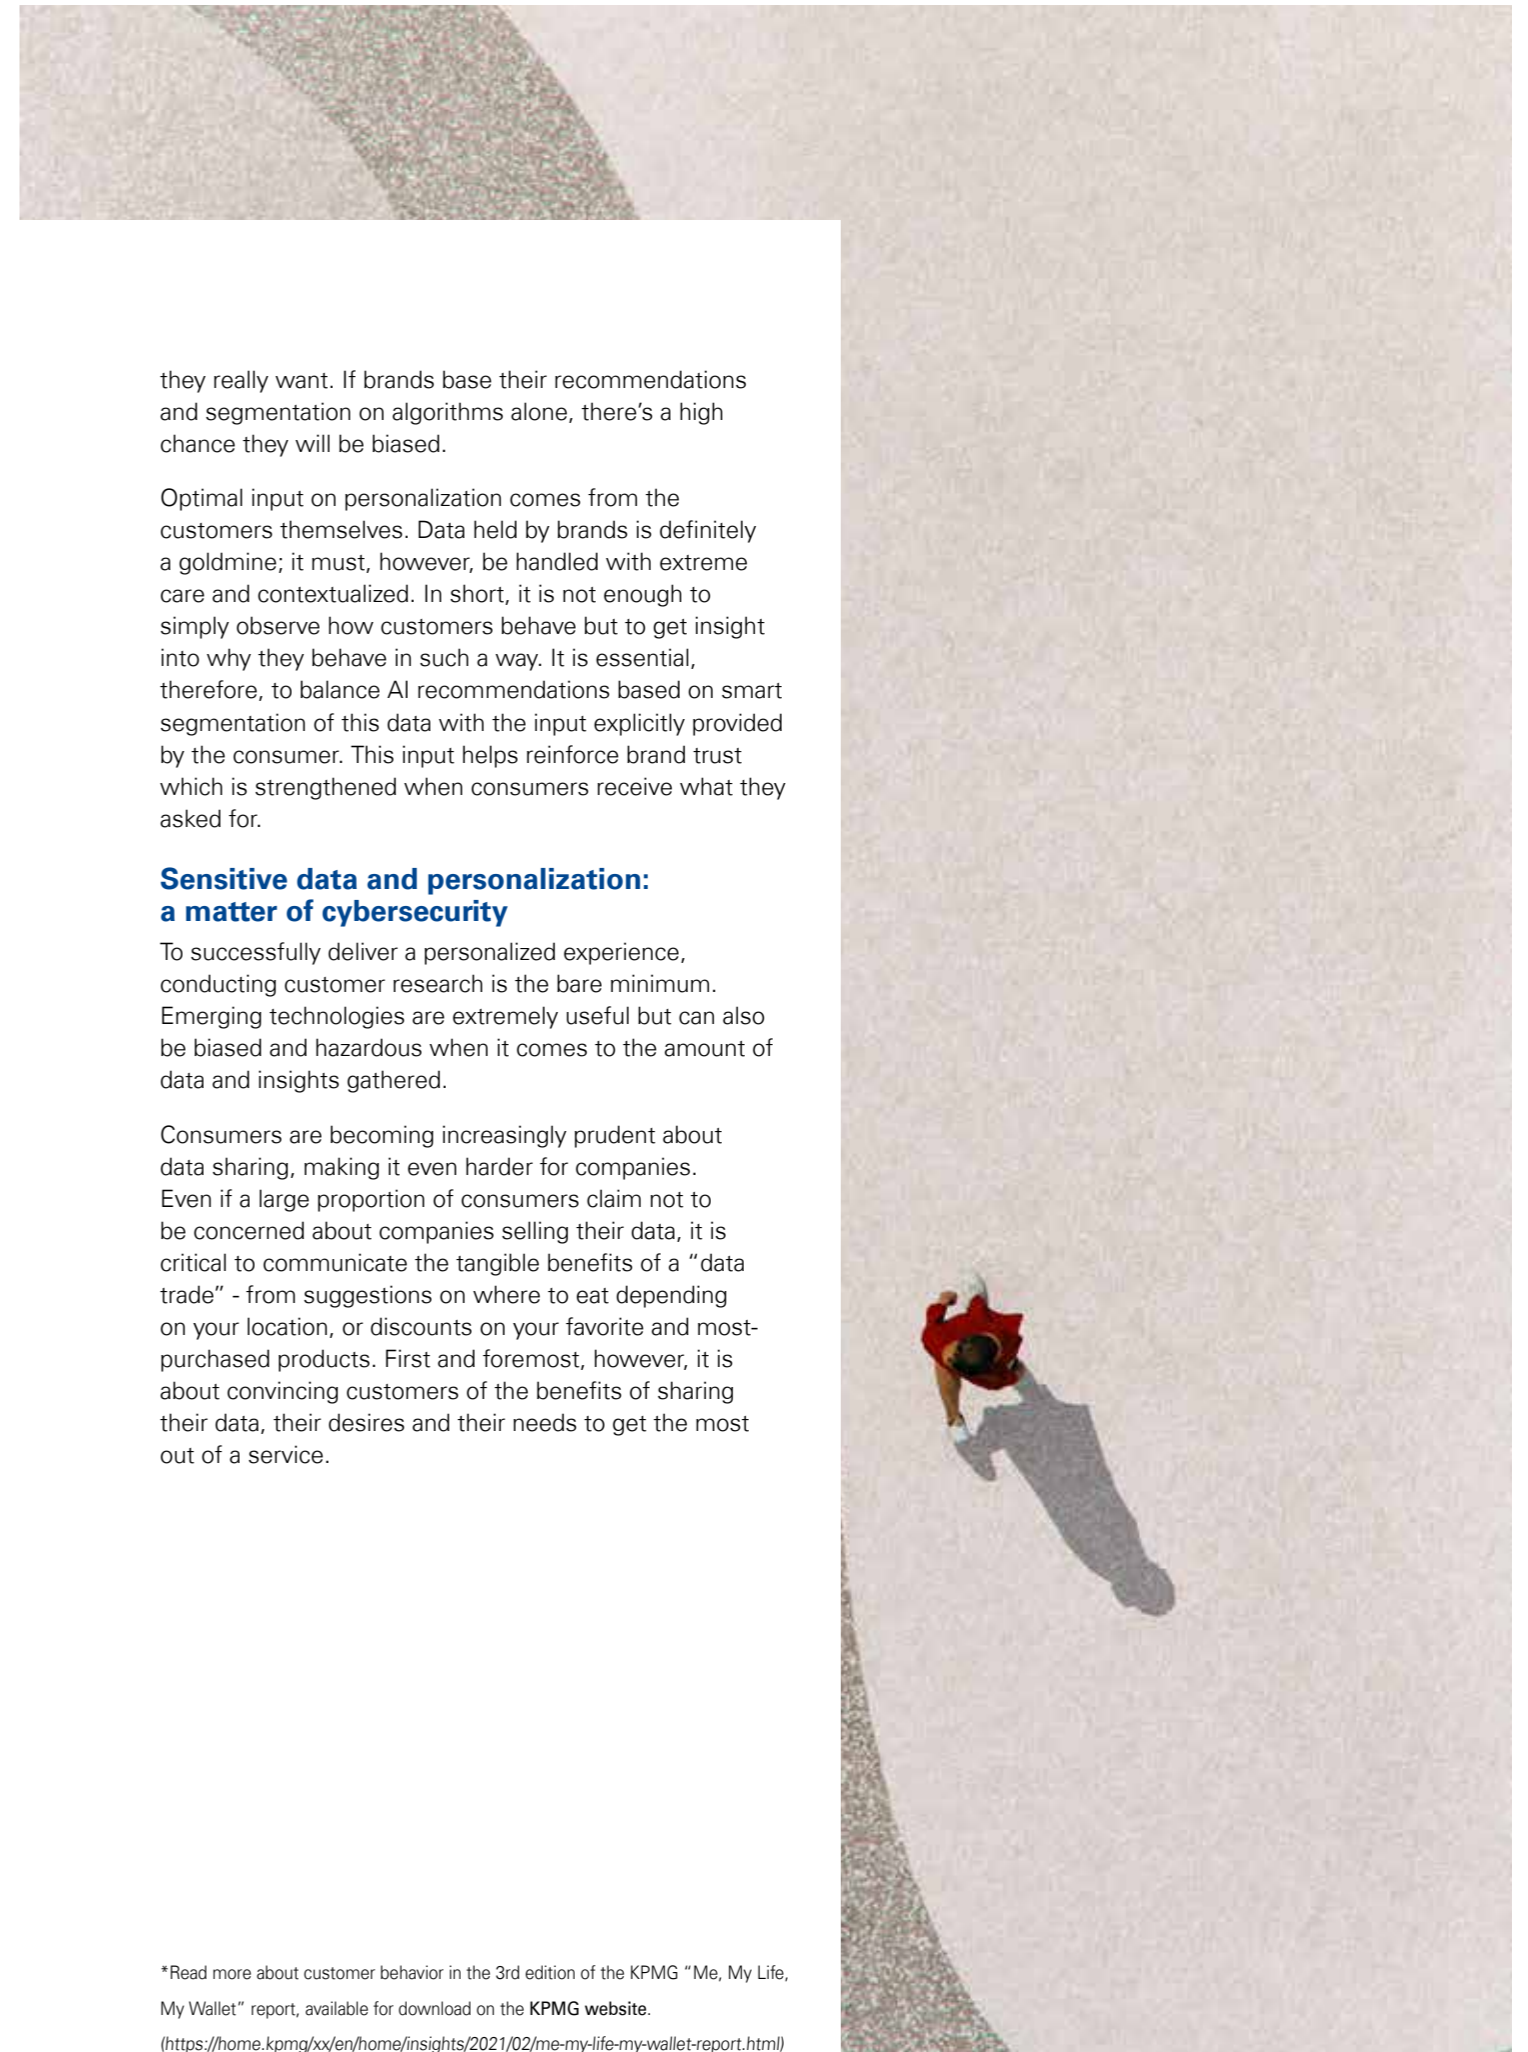 they really want. If brands base their recommendations
and segmentation on algorithms alone, there's a high
chance they will be biased.
Optimal input on personalization comes from the
customers themselves. Data held by brands is definitely
a goldmine; it must, however, be handled with extreme
care and contextualized. In short, it is not enough to
simply observe how customers behave but to get insight
into why they behave in such a way. It is essential,
therefore, to balance AI recommendations based on smart
segmentation of this data with the input explicitly provided
by the consumer. This input helps reinforce brand trust
which is strengthened when consumers receive what they
asked for.
Sensitive data and personalization:
a matter of cybersecurity
To successfully deliver a personalized experience,
conducting customer research is the bare minimum.
Emerging technologies are extremely useful but can also
be biased and hazardous when it comes to the amount of
data and insights gathered.
Consumers are becoming increasingly prudent about
data sharing, making it even harder for companies.
Even if a large proportion of consumers claim not to
be concerned about companies selling their data, it is
critical to communicate the tangible benefits of a "data
trade" - from suggestions on where to eat depending
on your location, or discounts on your favorite and most-
purchased products. First and foremost, however, it is
about convincing customers of the benefits of sharing
their data, their desires and their needs to get the most
out of a service.
*Read more about customer behavior in the 3rd edition of the KPMG "Me, My Life,
My Wallet" report, available for download on the KPMG website.
(https://home.kpmg/xx/en/home/insights/2021/02/me-my-life-my-wallet-report.html)